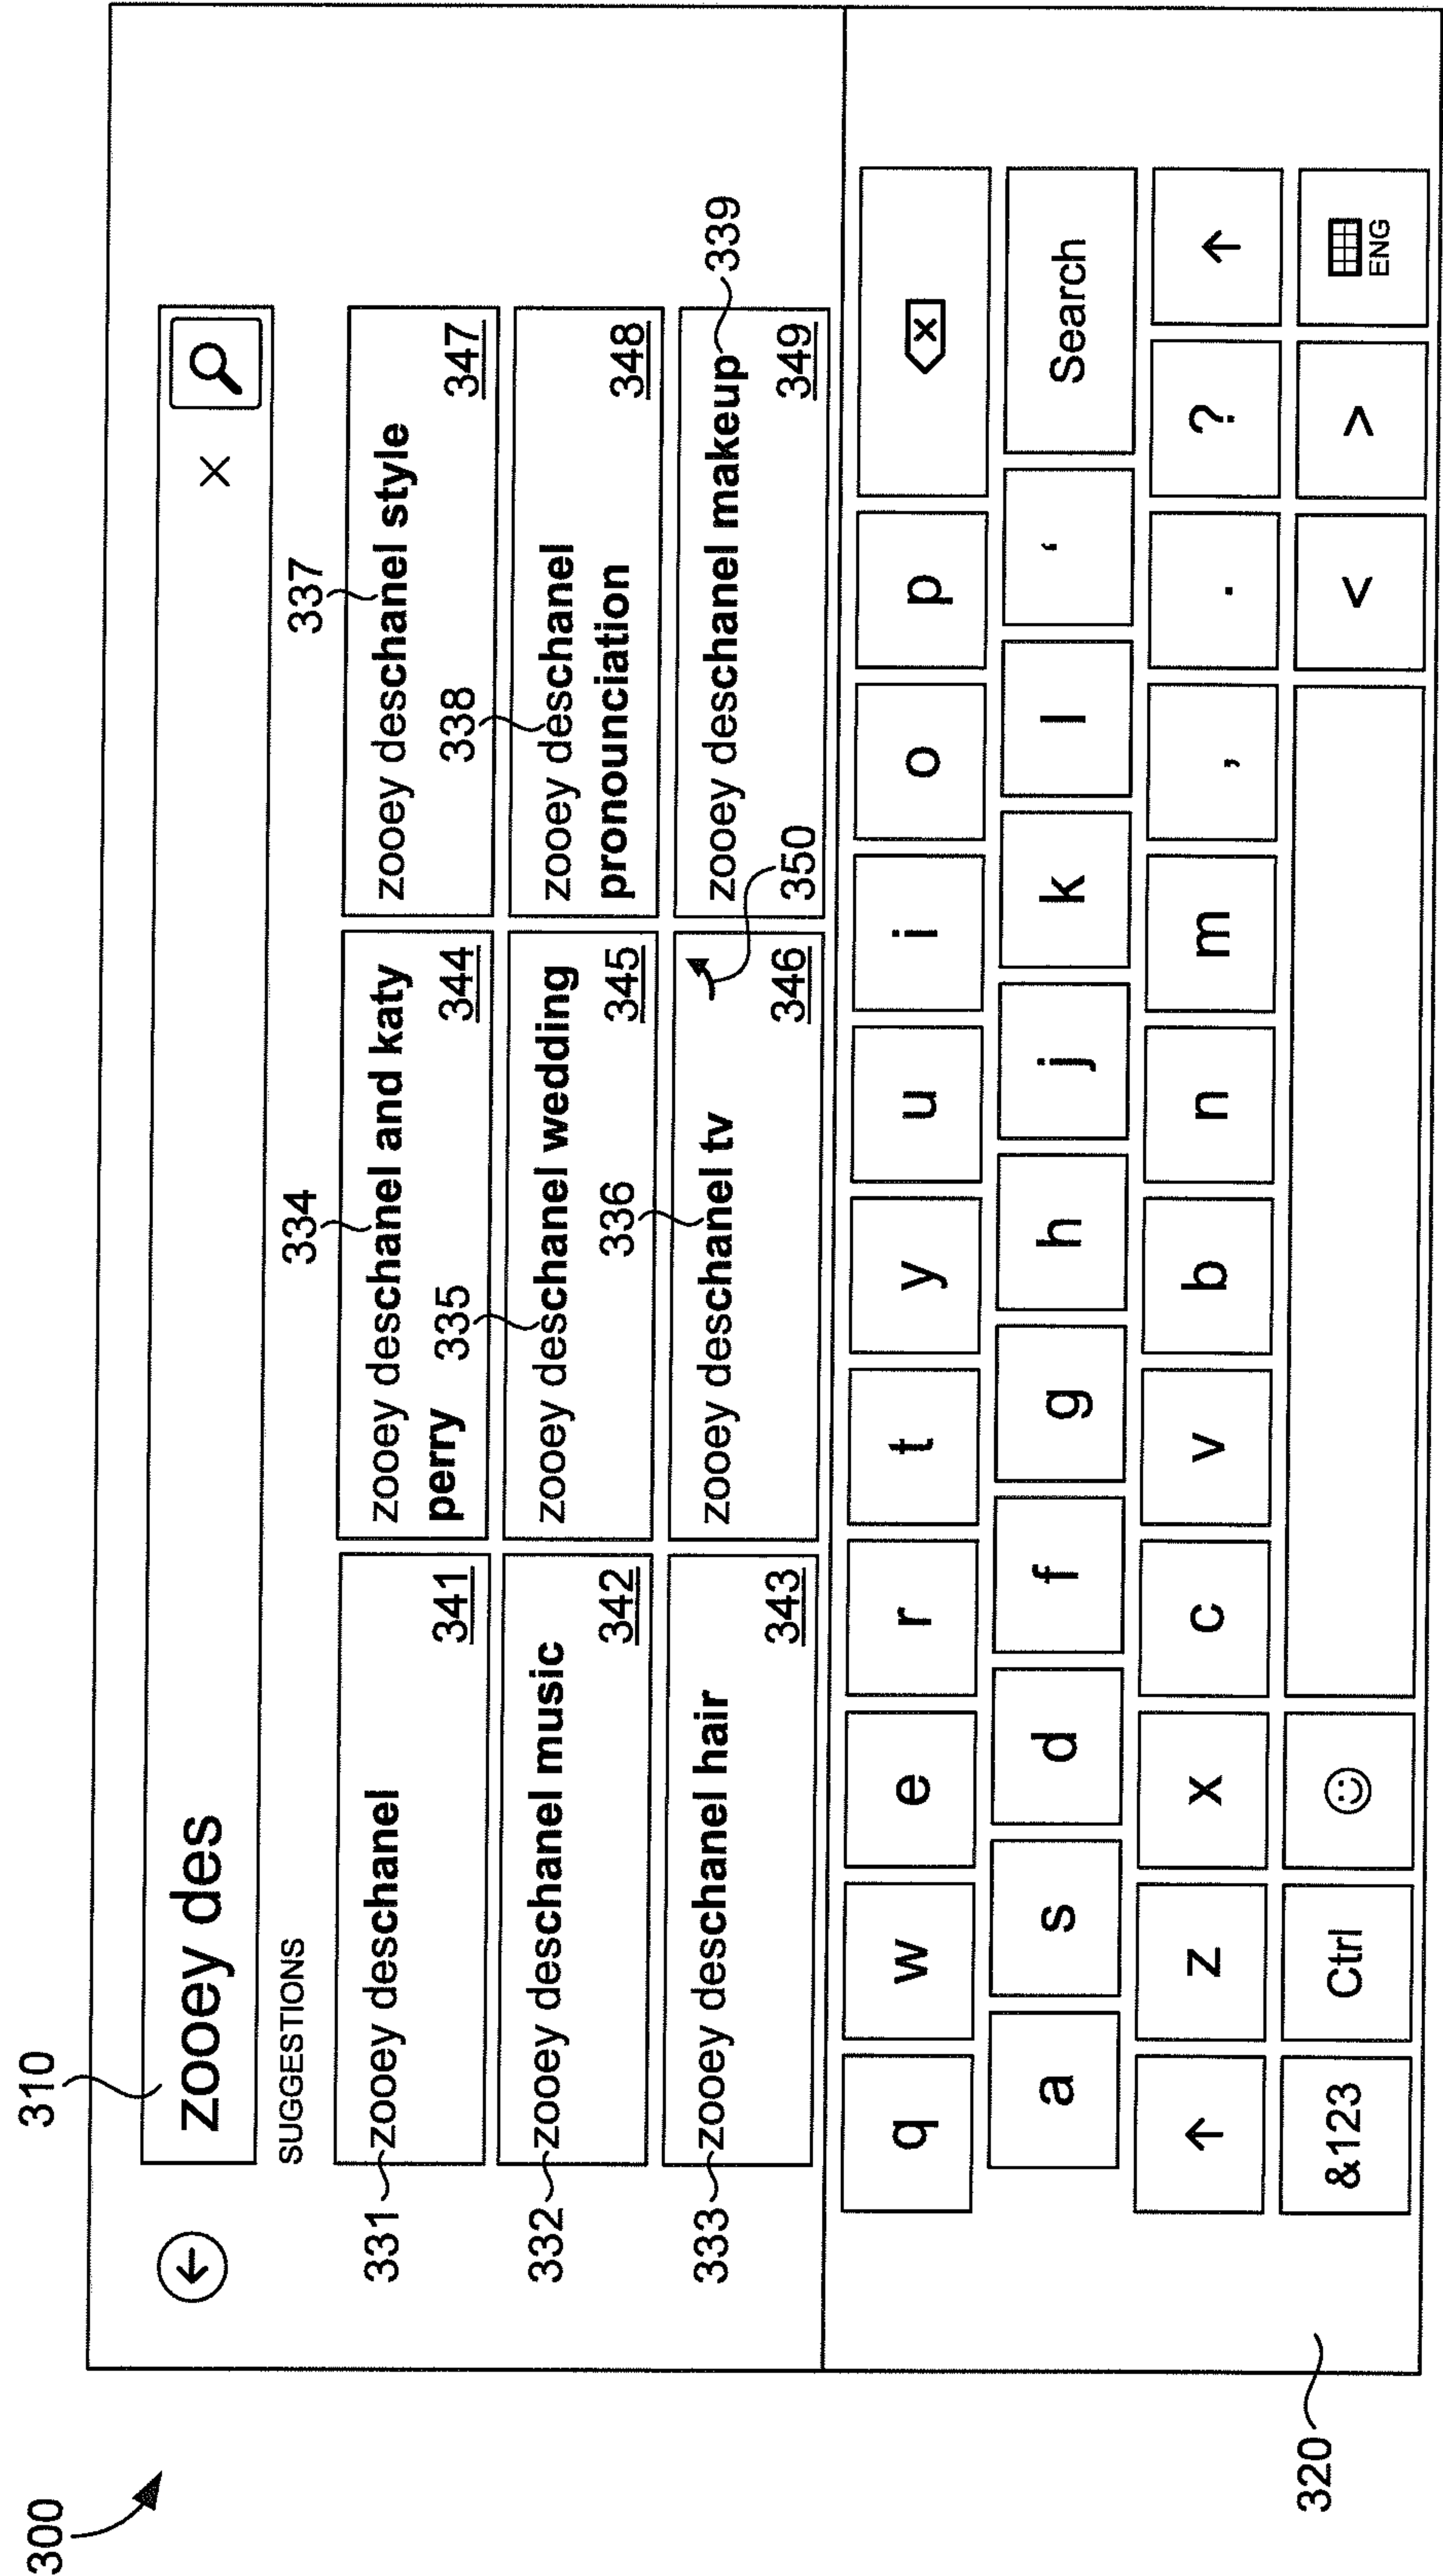 300
310
zooey des
×
SUGGESTIONS
331
zooey deschanel
341
332
zooey deschanel music
342
333
zooey deschanel hair
343
334
zooey deschanel and katy
perry
344
335
zooey deschanel wedding
345
336
zooey deschanel tv
346
350
337
zooey deschanel style
347
338
zooey deschanel
pronounciation
348
339
zooey deschanel makeup
349
q w e r t y u i o p
a s d f g h j k l ‘ Search
↑ z x c v b n m , . ? ↑
&123 Ctrl < > ENG
320